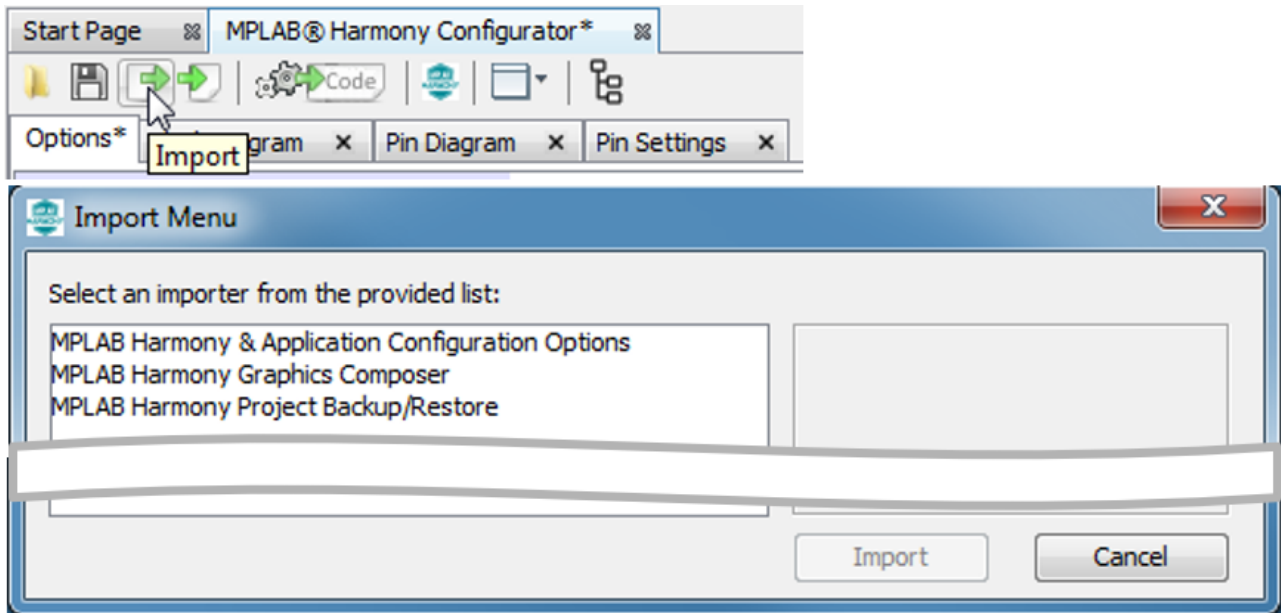 Start Page MPLAB® Harmony Configurator*
Code
Options* gram Pin Diagram Pin Settings
Import
Import Menu
Select an importer from the provided list:
MPLAB Harmony & Application Configuration Options
MPLAB Harmony Graphics Composer
MPLAB Harmony Project Backup/Restore
Import Cancel